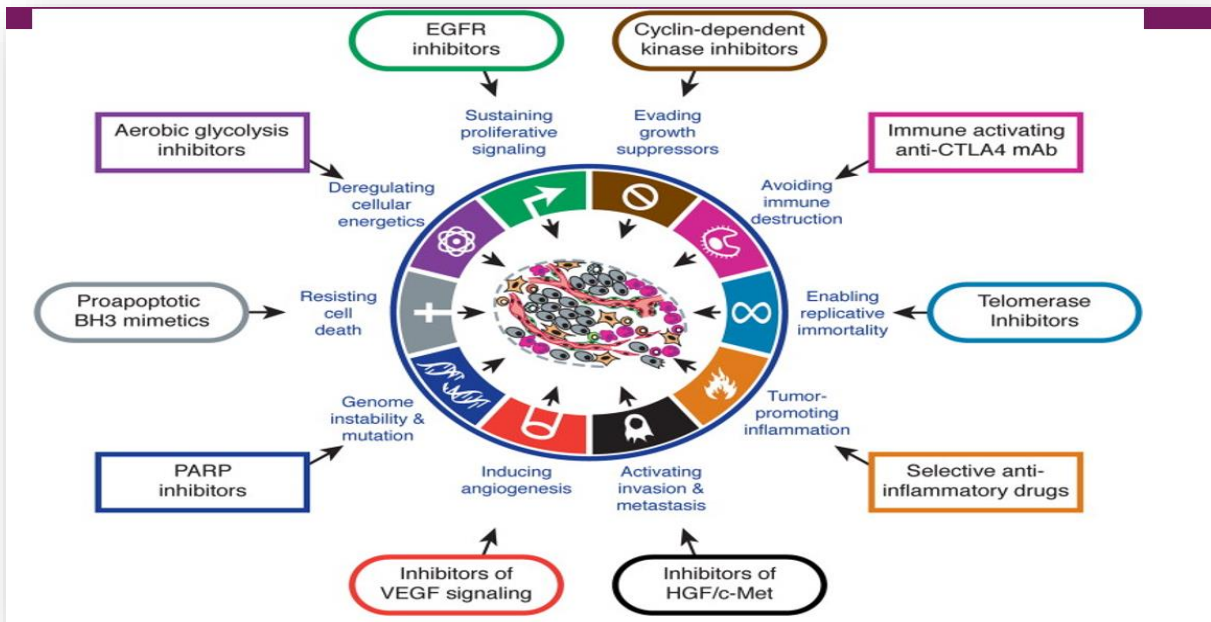 EGFR
inhibitors
Cyclin-dependent
kinase inhibitors
Sustaining
proliferative
signaling
Evading
growth
suppressors
Aerobic glycolysis
inhibitors
Immune activating
anti-CTLA4 mAb
Deregulating
cellular
energetics
Avoiding
immune
destruction
Proapoptotic
BH3 mimetics
Resisting
cell
death
Enabling
replicative
immortality
Telomerase
Inhibitors
Genome
instability &
mutation
Tumor-
promoting
inflammation
PARP
inhibitors
Inducing
angiogenesis
Activating
invasion &
metastasis
Selective anti-
inflammatory drugs
Inhibitors of
VEGF signaling
Inhibitors of
HGF/c-Met